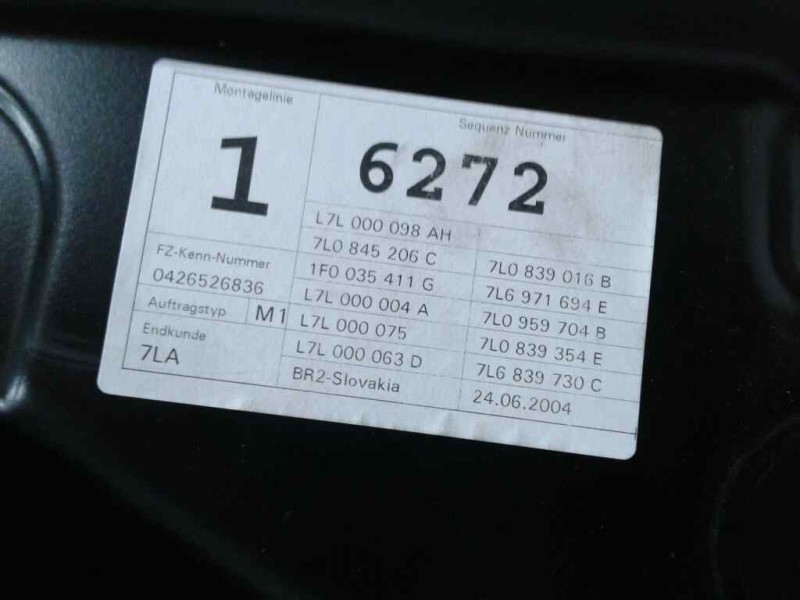 Montagelinie
1
Sequenz Nummer
6272
FZ-Kenn-Nummer
0426526836
Auftragstyp M1
Endkunde
7LA
L7L 000 098 AH
7L0 845 206 C
1F0 035 411 G
L7L 000 004 A
L7L 000 075
L7L 000 063 D
BR2-Slovakia
7L0 839 016 B
7L6 971 694 E
7L0 959 704 B
7L0 839 354 E
7L6 839 730 C
24.06.2004